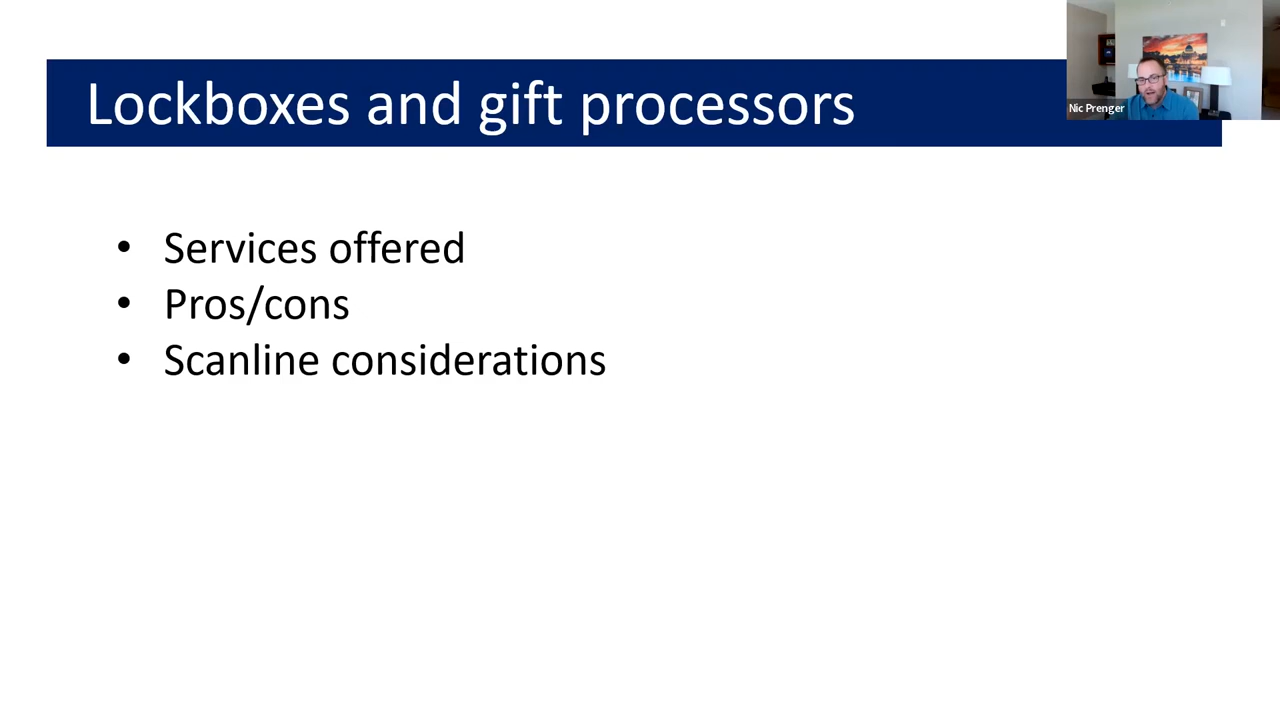 Lockboxes and gift processors
Nic Prenger
• Services offered
• Pros/cons
• Scanline considerations